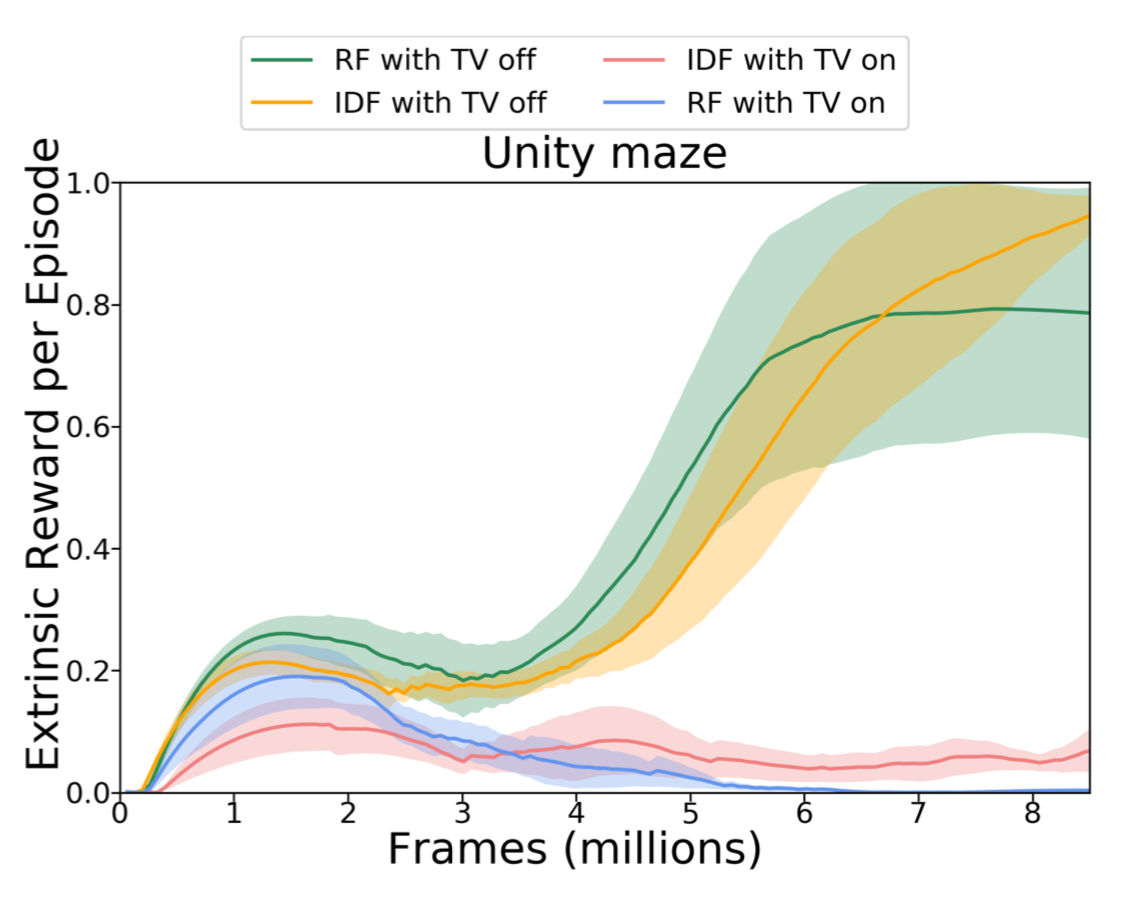 RF with TV off
IDF with TV on
IDF with TV off
RF with TV on
Unity maze
Extrinsic Reward per Episode
1.0
0.8
0.6
0.4
0.2
0.0
0 1 2 3 4 5 6 7 8
Frames (millions)